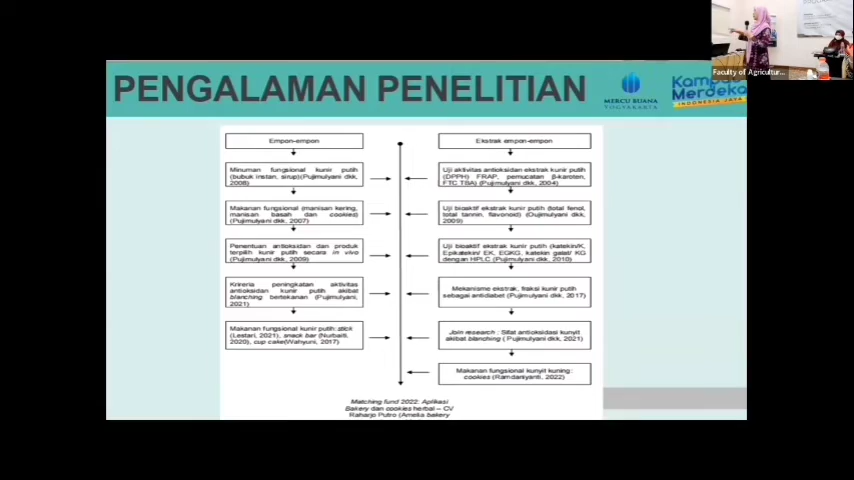 Faculty of Agricultur...
PENGALAMAN PENELITIAN
MERCU BUANA
YOGYAKARTA
Kampus
Merdeka
INDONESIA JAYA
Empon-empon
Minuman fungsional kunir putih
(bubuk instan, sirup)(Pujimulyani dkk,
2008)
Makanan fungsional (manisan kering,
manisan basah dan cookies)
(Pujimulyani dkk, 2007)
Penentuan antioksidan dan produk
terpilih kunir putih secara in vivo
(Pujimulyani dkk, 2009)
Krireria peningkatan aktivitas
antioksidan kunir putih akibat
blanching bertekanan (Pujimulyani,
2021)
Makanan fungsional kunir putih: stick
(Lestari, 2021), snack bar (Nurbaiti,
2020), cup cake(Wahyuni, 2017)
Ekstrak empon-empon
Uji aktivitas antioksidan ekstrak kunir putih
(DPPH) FRAP, pemucatan β-karoten,
FTC TBA) (Pujimulyani dkk, 2004)
Uji bioaktif ekstrak kunir putih (total fenol,
total tannin, flavonoid) (Oujimulyani dkk,
2009)
Uji bioaktif ekstrak kunir putih (katekin/K,
Epikatekin/ EK, EGKG, katekin galat/ KG
dengan HPLC (Pujimulyani dkk, 2010)
Mekanisme ekstrak, fraksi kunir putih
sebagai antidiabet (Pujimulyani dkk, 2017)
Join research : Sifat antioksidasi kunyit
akibat blanching ( Pujimulyani dkk, 2021)
Makanan fungsional kunyit kuning:
cookies (Ramdaniyanti, 2022)
Matching fund 2022: Aplikasi
Bakery dan cookies herbal – CV
Raharjo Putro (Amelia bakery